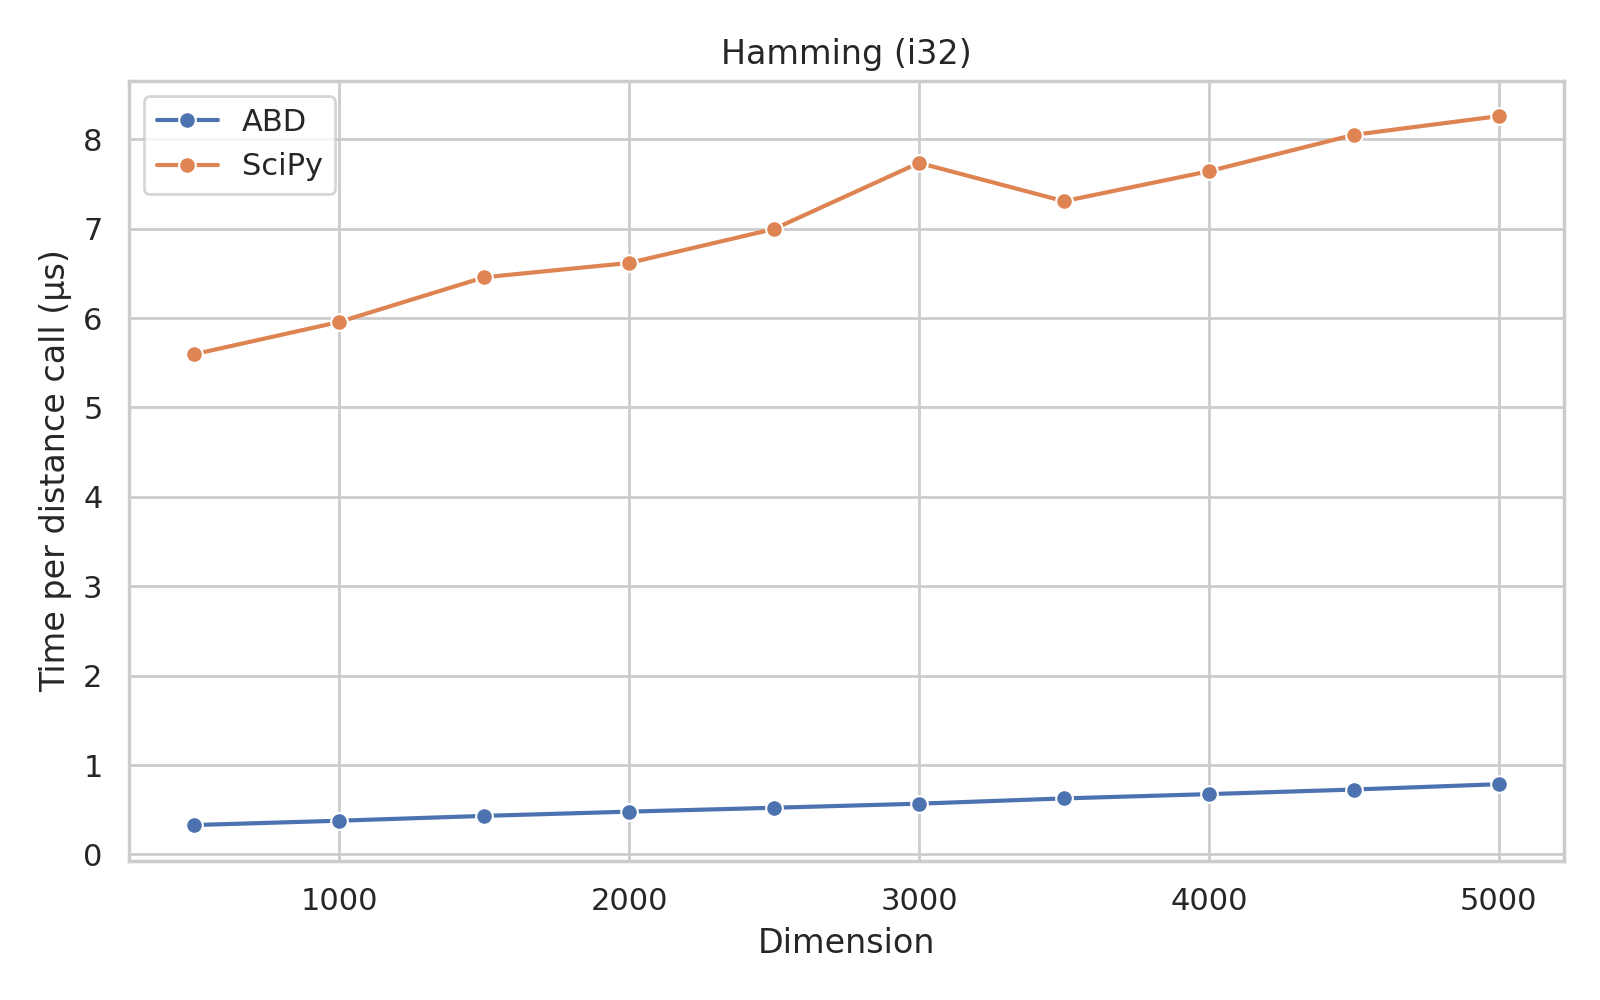 Hamming (i32)
ABD
SciPy
Time per distance call (µs)
8
7
6
5
4
3
2
1
0
1000 2000 3000 4000 5000
Dimension